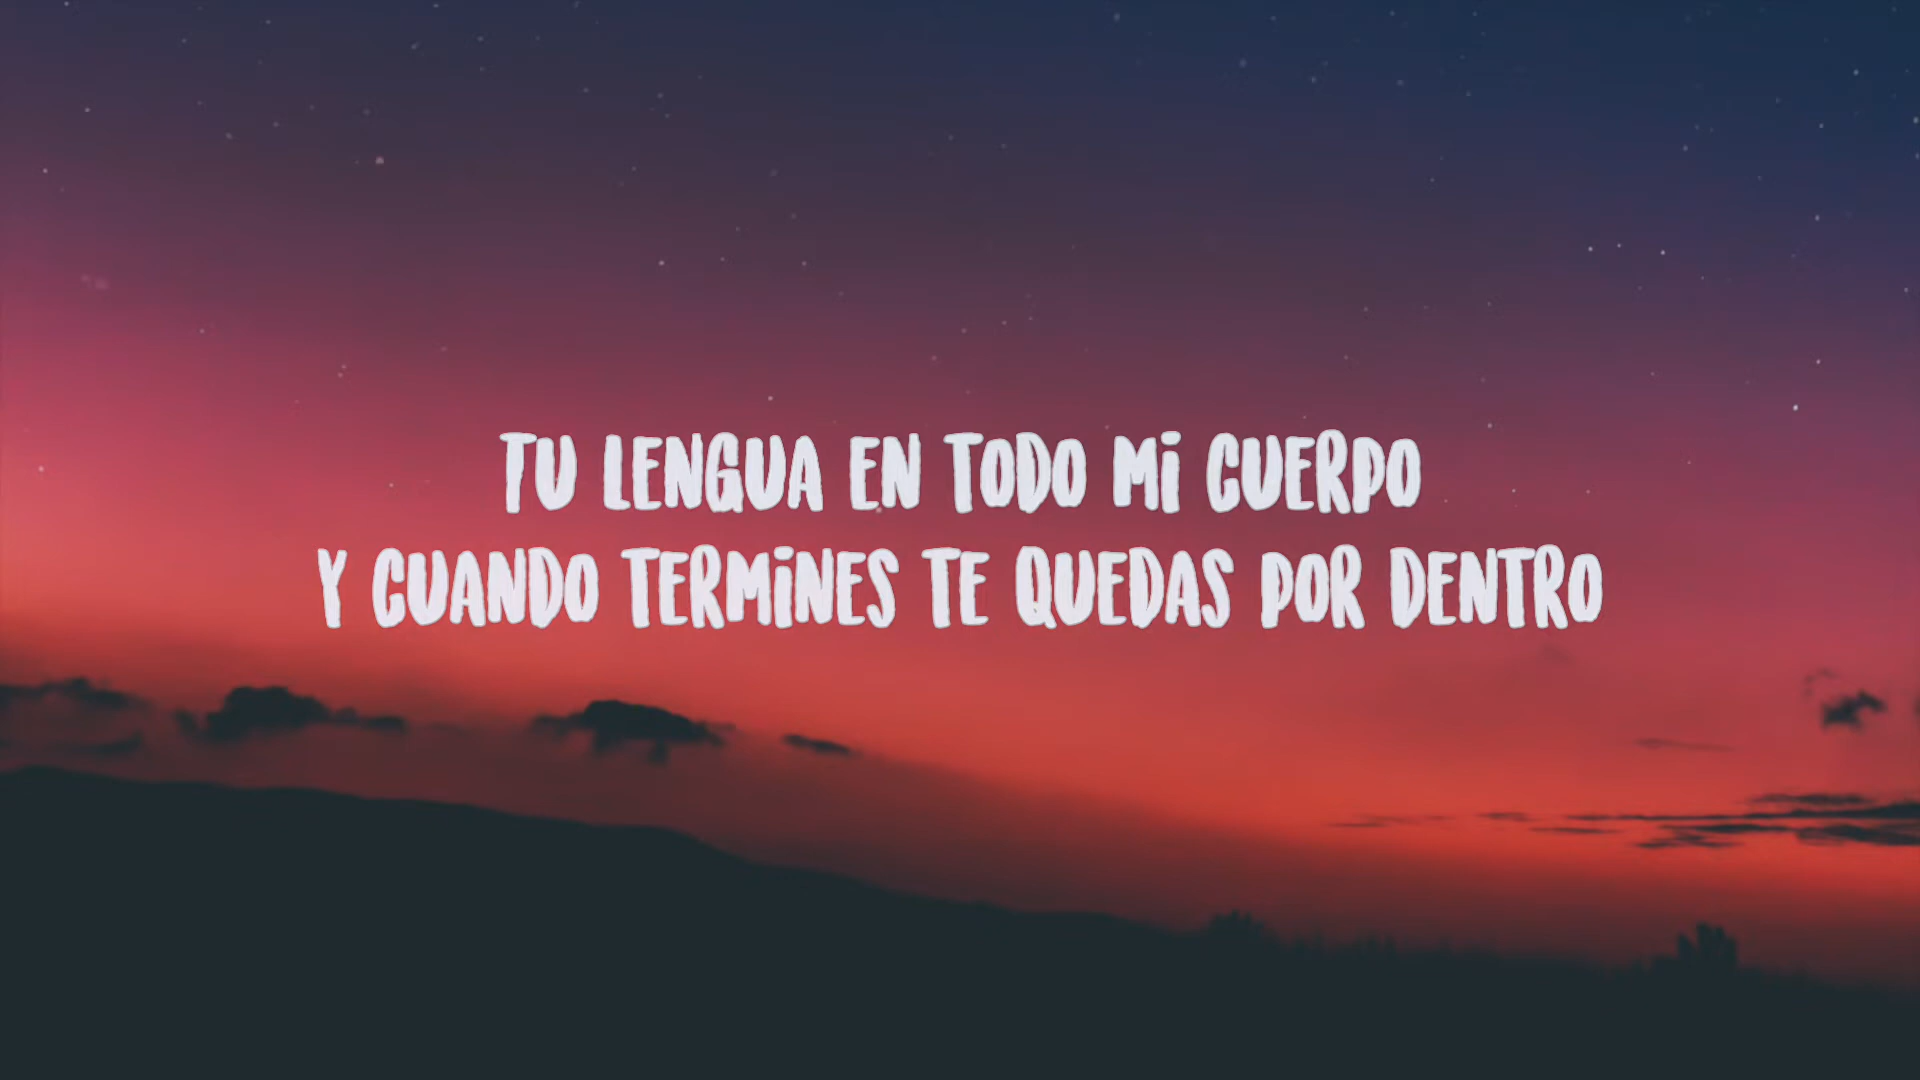 TU LENGUA EN TODO Mi CUERPO
Y CUANDO TERMiNES TE QUEDAS POR DENTRO